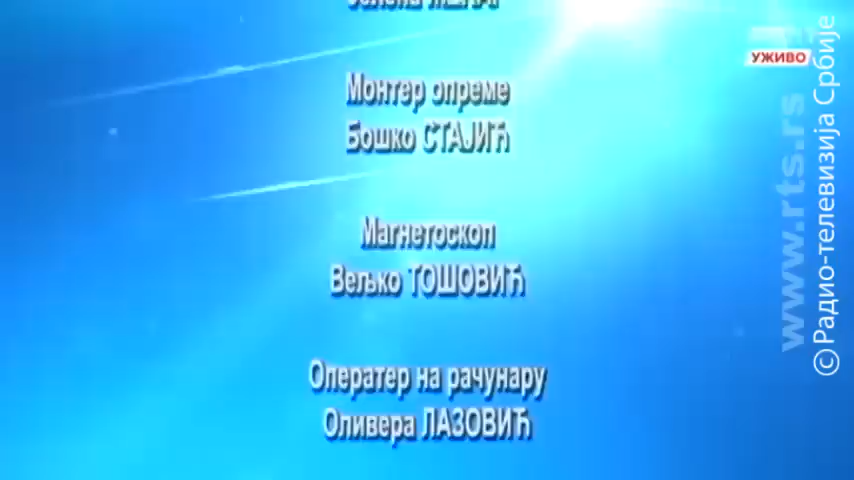 Монтер опреме
Бошко СТАЈИЋ
Магнетоскоп
Вељко ТОШОВИЋ
Оператер на рачунару
Оливера ЛАЗОВИЋ
УЖИВО
www.rts.rs
©Радио-телевизија Србије